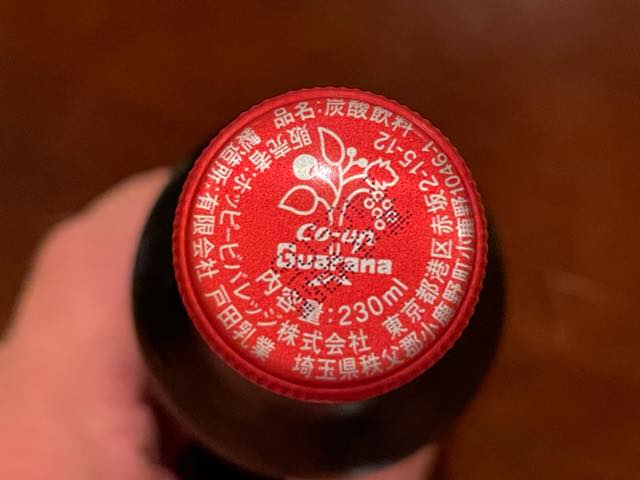 品名:炭酸飲料
販売者:ホッピービバレッジ株式会社 東京都港区赤坂2-15-12
製造所:有限会社 戸田乳業 埼玉県秩父郡小鹿野町小鹿野10461
co-up
Guarana
内容量:230ml